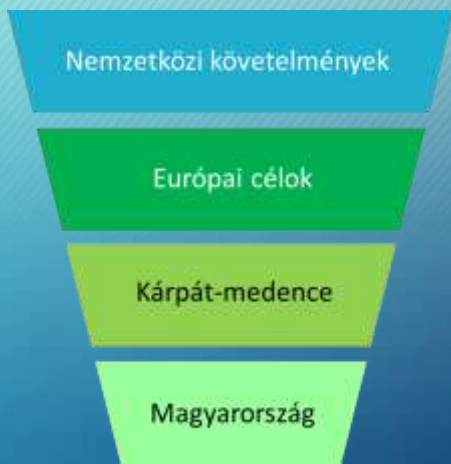 Nemzetközi követelmények
Európai célok
Kárpát-medence
Magyarország